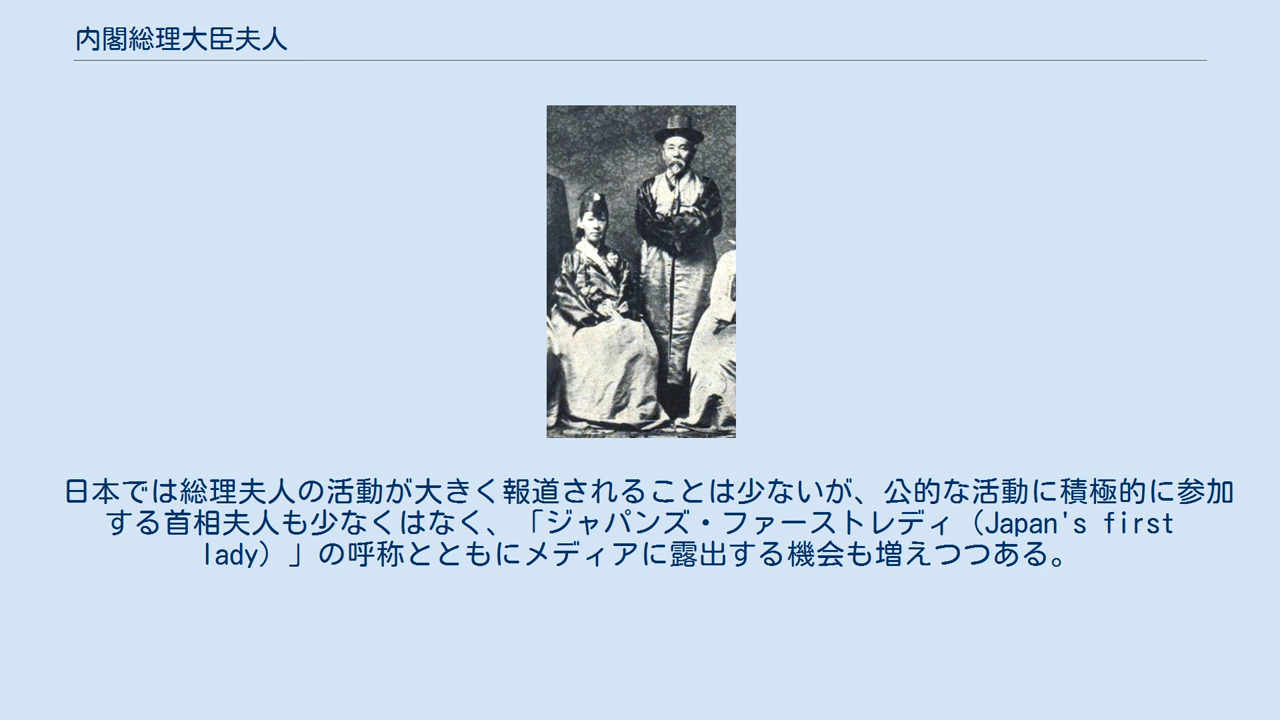 内閣総理大臣夫人
日本では総理夫人の活動が大きく報道されることは少ないが、公的な活動に積極的に参加
する首相夫人も少なくはなく、「ジャパンズ・ファーストレディ（Japan's first
lady）」の呼称とともにメディアに露出する機会も増えつつある。